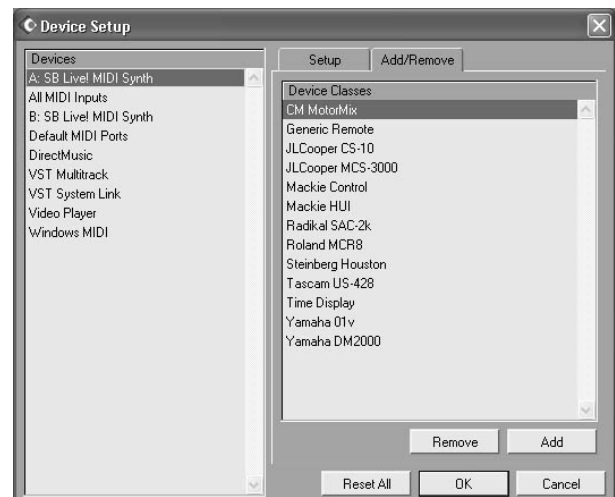 Device Setup
Devices
A: SB Live! MIDI Synth
All MIDI Inputs
B: SB Live! MIDI Synth
Default MIDI Ports
DirectMusic
VST Multitrack
VST System Link
Video Player
Windows MIDI
Setup
Add/Remove
Device Classes
CM MotorMix
Generic Remote
JLCooper CS-10
JLCooper MCS-3000
Mackie Control
Mackie HUI
Radikal SAC-2k
Roland MCR8
Steinberg Houston
Tascam US-428
Time Display
Yamaha 01v
Yamaha DM2000
Remove
Add
Reset All
OK
Cancel